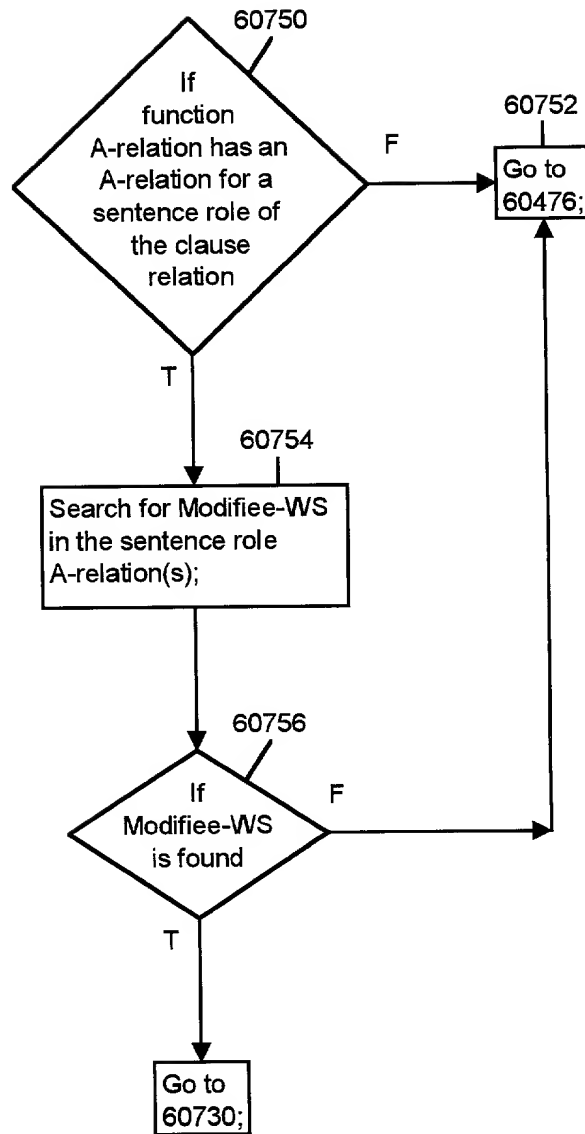 60750
If
function
A-relation has an
A-relation for a
sentence role of
the clause
relation
F
60752
Go to
60476;
T
60754
Search for Modifiee-WS
in the sentence role
A-relation(s);
60756
If
Modifiee-WS
is found
F
T
Go to
60730;